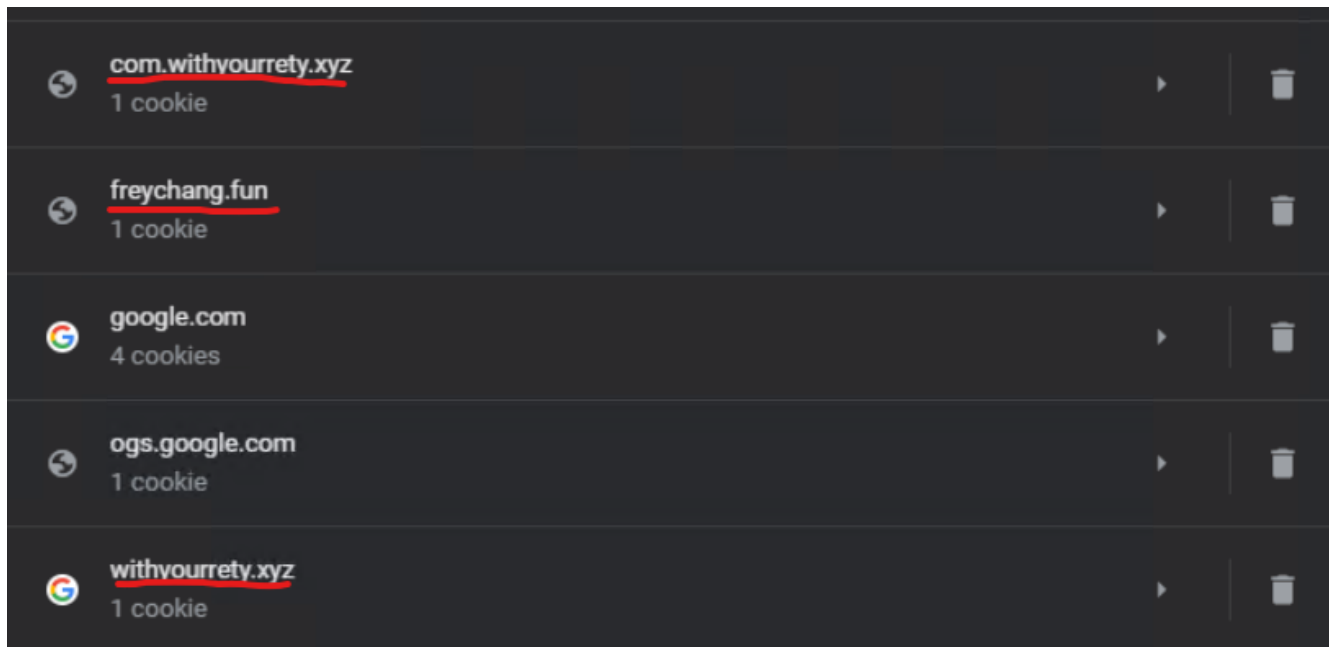 com.withyourrety.xyz
1 cookie
freychang.fun
1 cookie
google.com
4 cookies
ogs.google.com
1 cookie
withyourrety.xyz
1 cookie